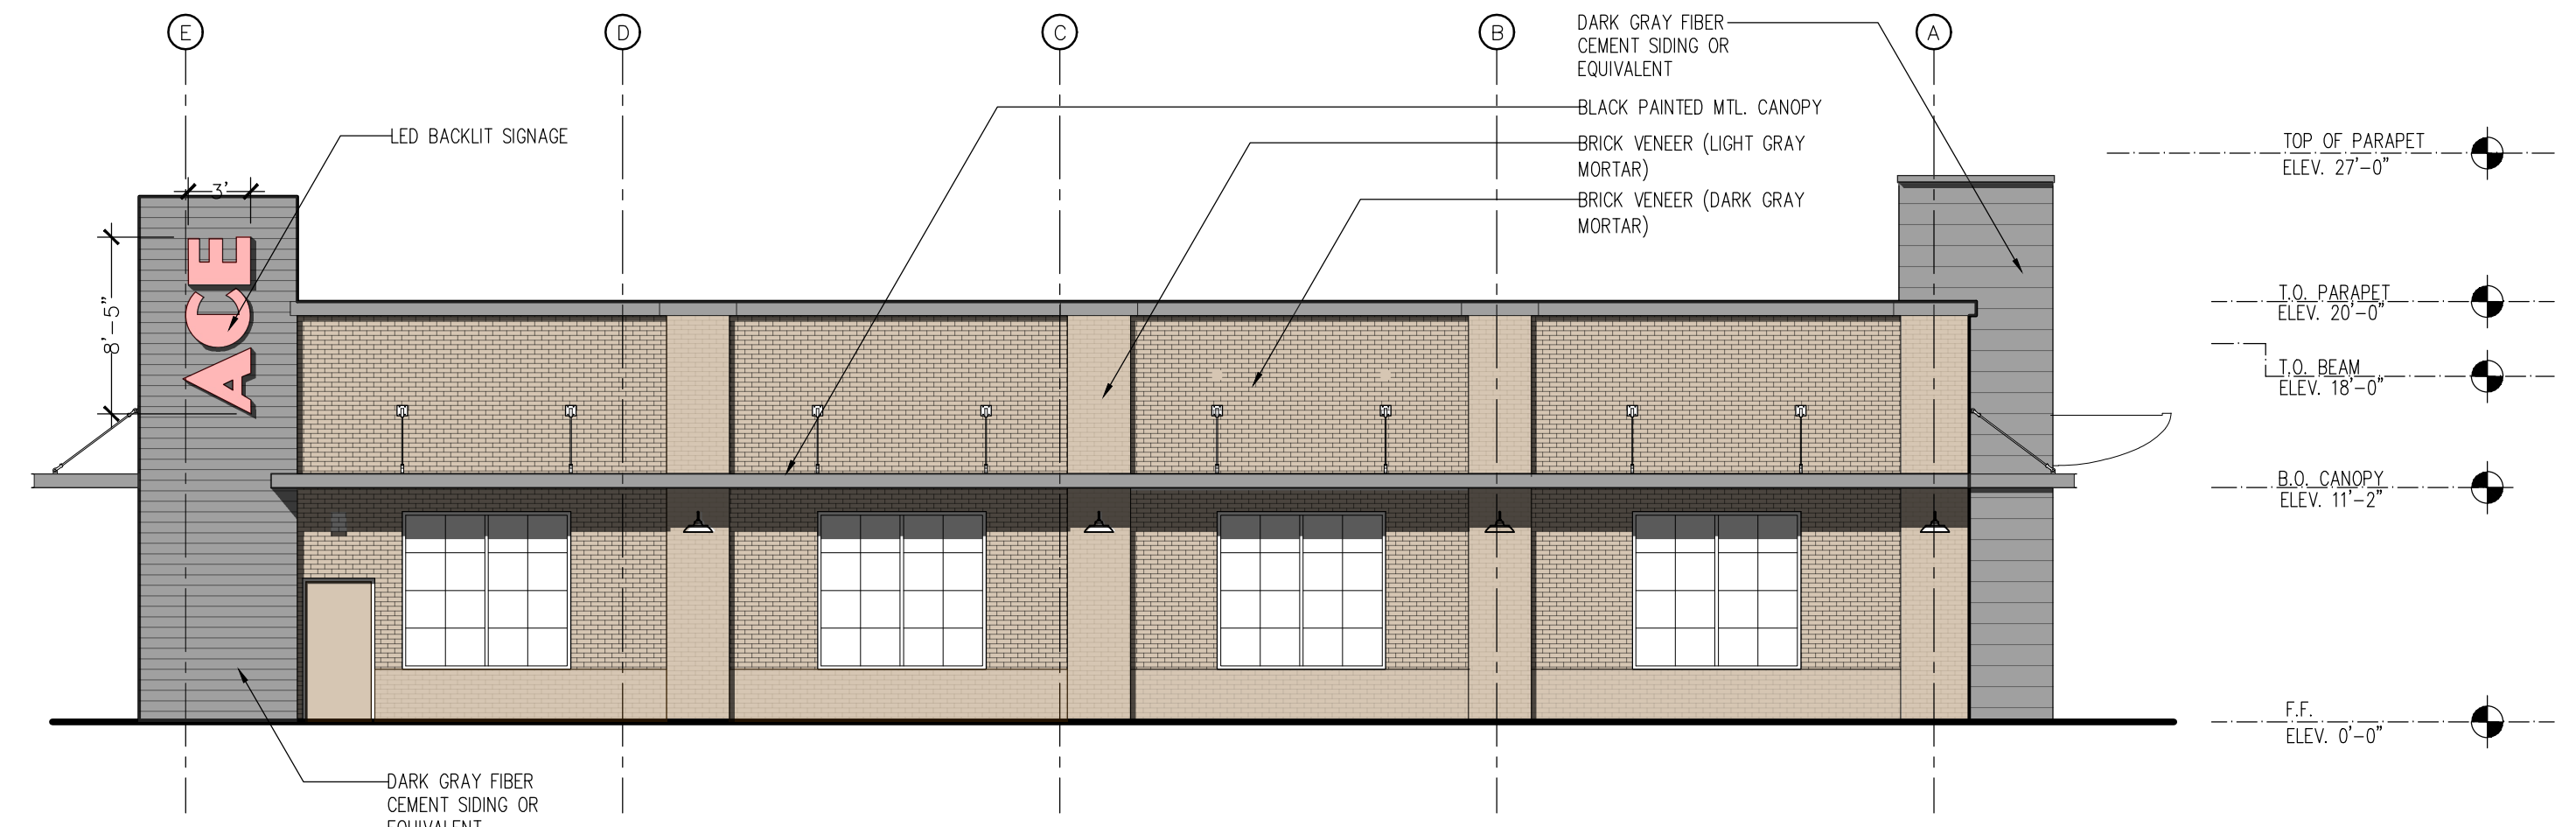 E
D
C
B
A
DARK GRAY FIBER
CEMENT SIDING OR
EQUIVALENT
BLACK PAINTED MTL. CANOPY
LED BACKLIT SIGNAGE
BRICK VENEER (LIGHT GRAY
MORTAR)
BRICK VENEER (DARK GRAY
MORTAR)
TOP OF PARAPET
ELEV. 27'-0"
3'
8'-5"
ACE
T.O. PARAPET
ELEV. 20'-0"
T.O. BEAM
ELEV. 18'-0"
B.O. CANOPY
ELEV. 11'-2"
F.F.
ELEV. 0'-0"
DARK GRAY FIBER
CEMENT SIDING OR
EQUIVALENT